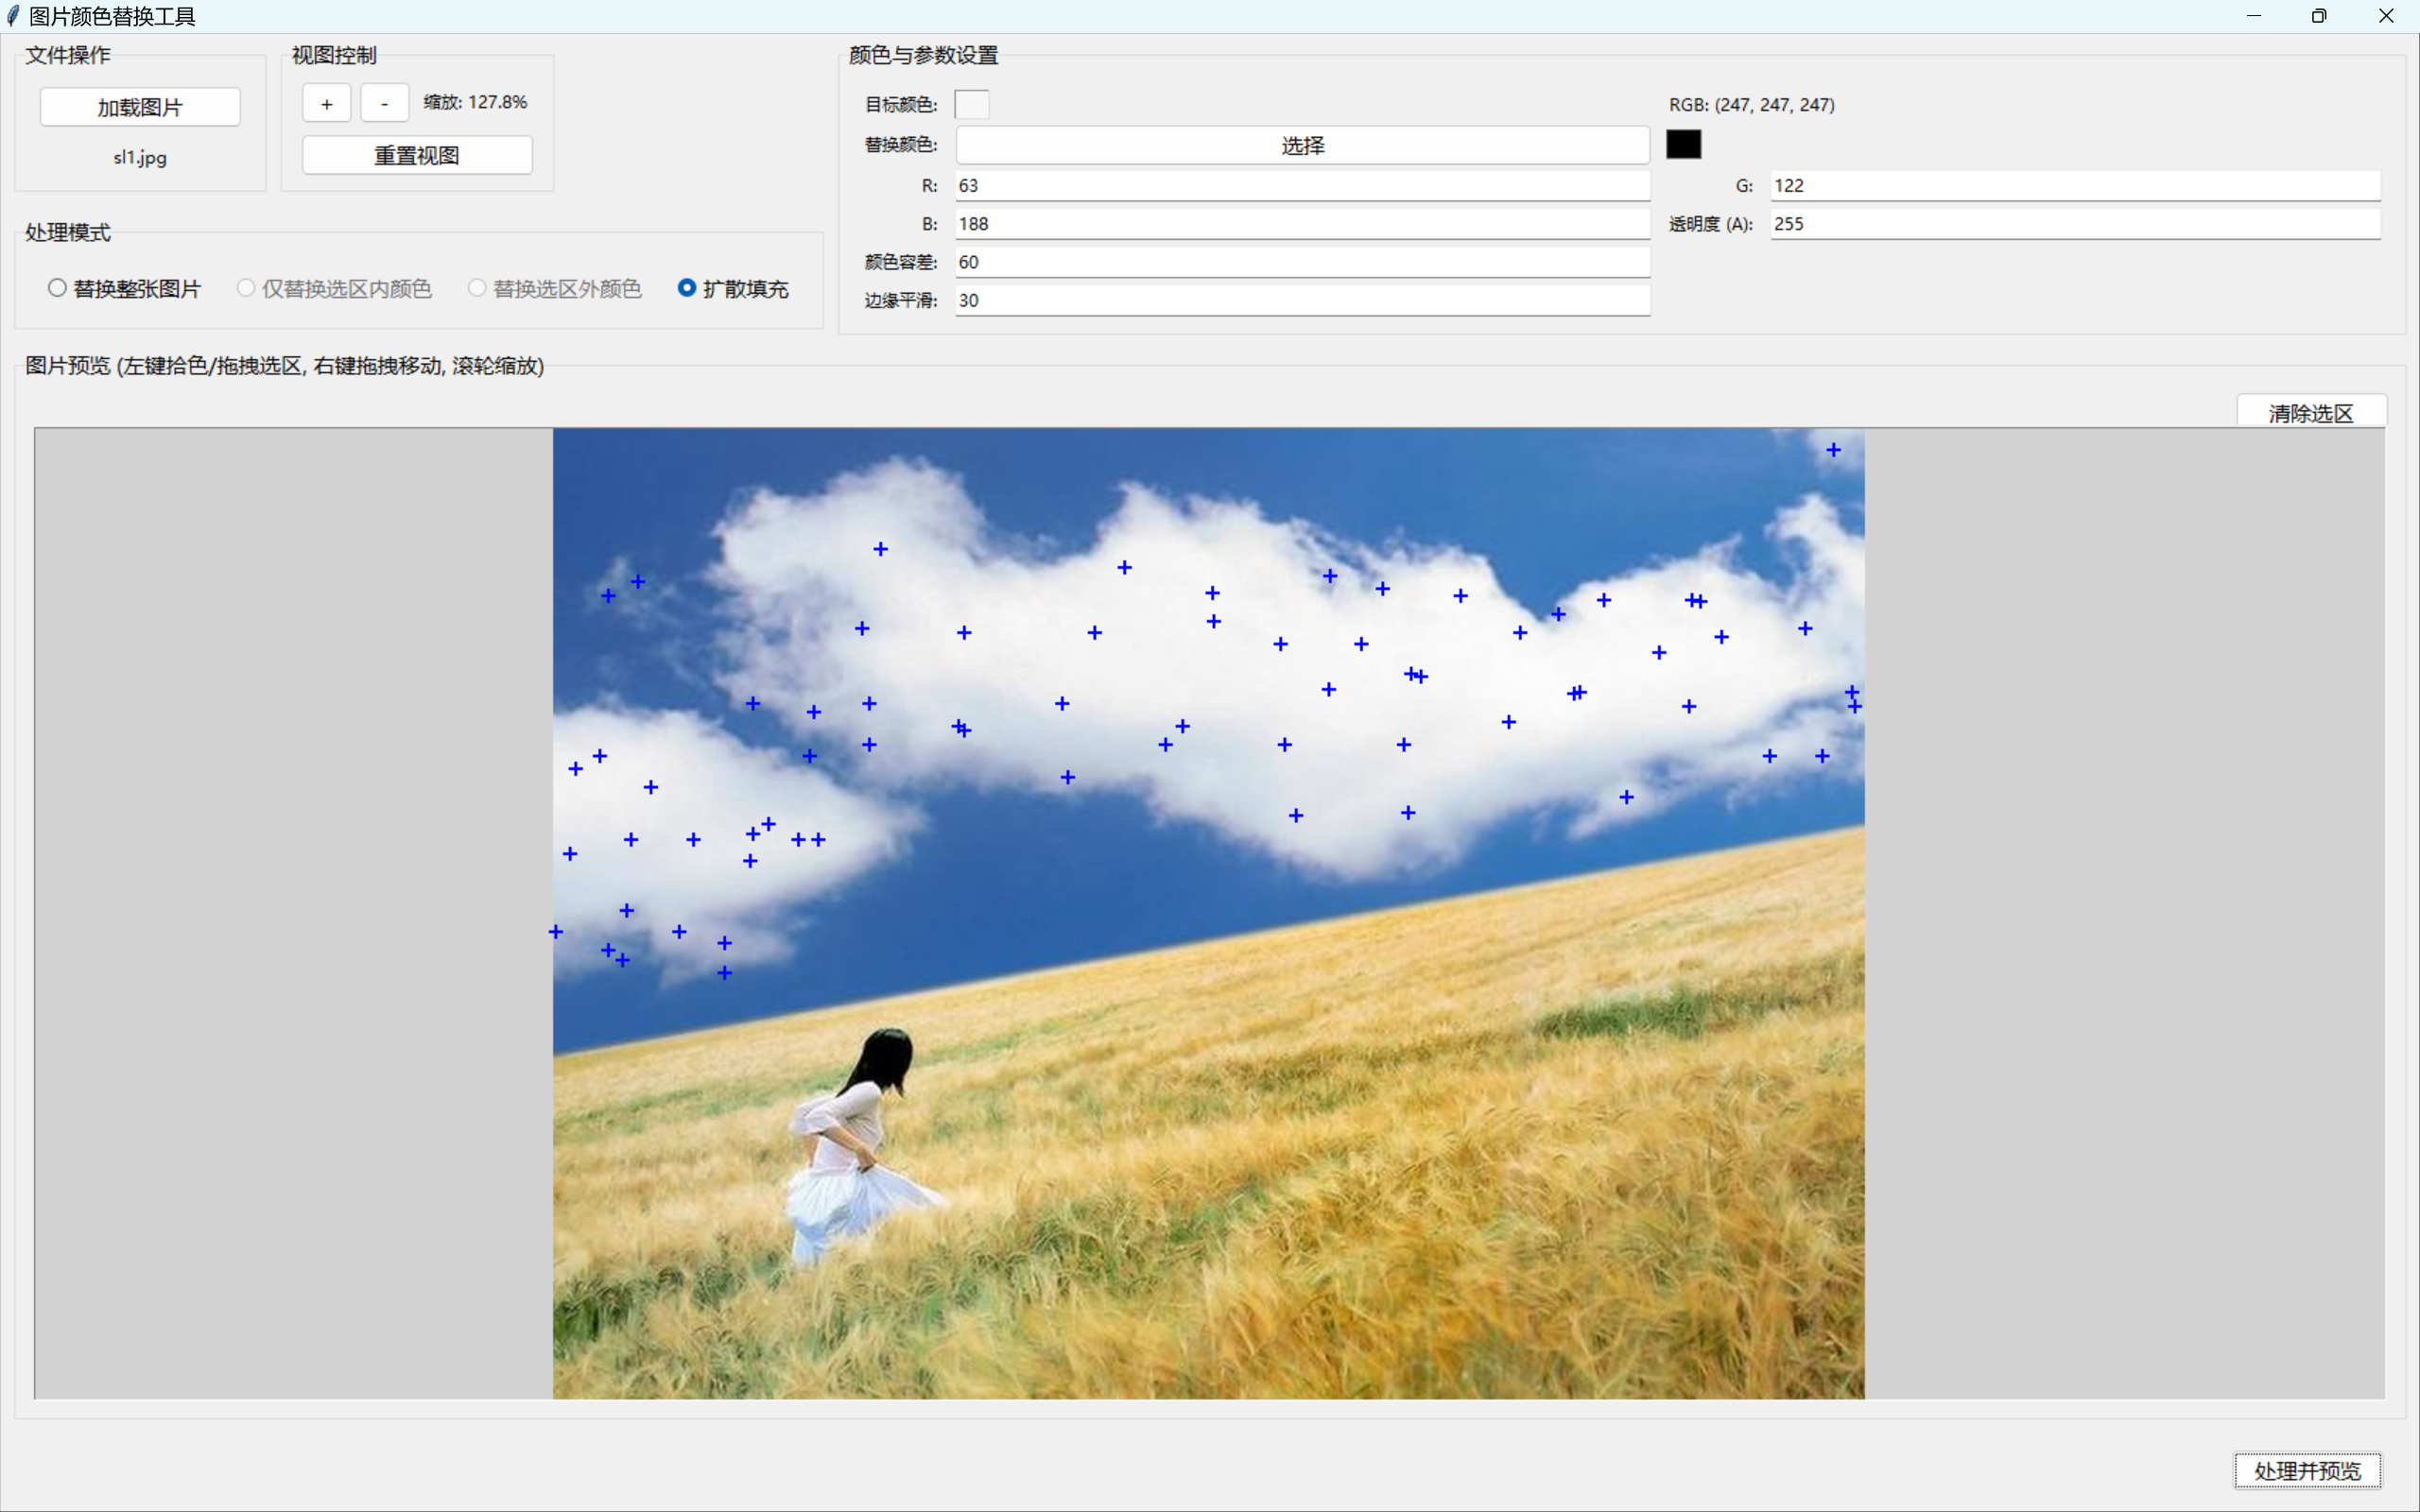 图片颜色替换工具
文件操作
加载图片
sl1.jpg
视图控制
+ - 缩放: 127.8%
重置视图
处理模式
替换整张图片 仅替换选区内颜色 替换选区外颜色 扩散填充
颜色与参数设置
目标颜色: RGB: (247, 247, 247)
替换颜色: 选择
R: 63 G: 122
B: 188 透明度 (A): 255
颜色容差: 60
边缘平滑: 30
图片预览 (左键拾色/拖拽选区, 右键拖拽移动, 滚轮缩放)
清除选区
处理并预览